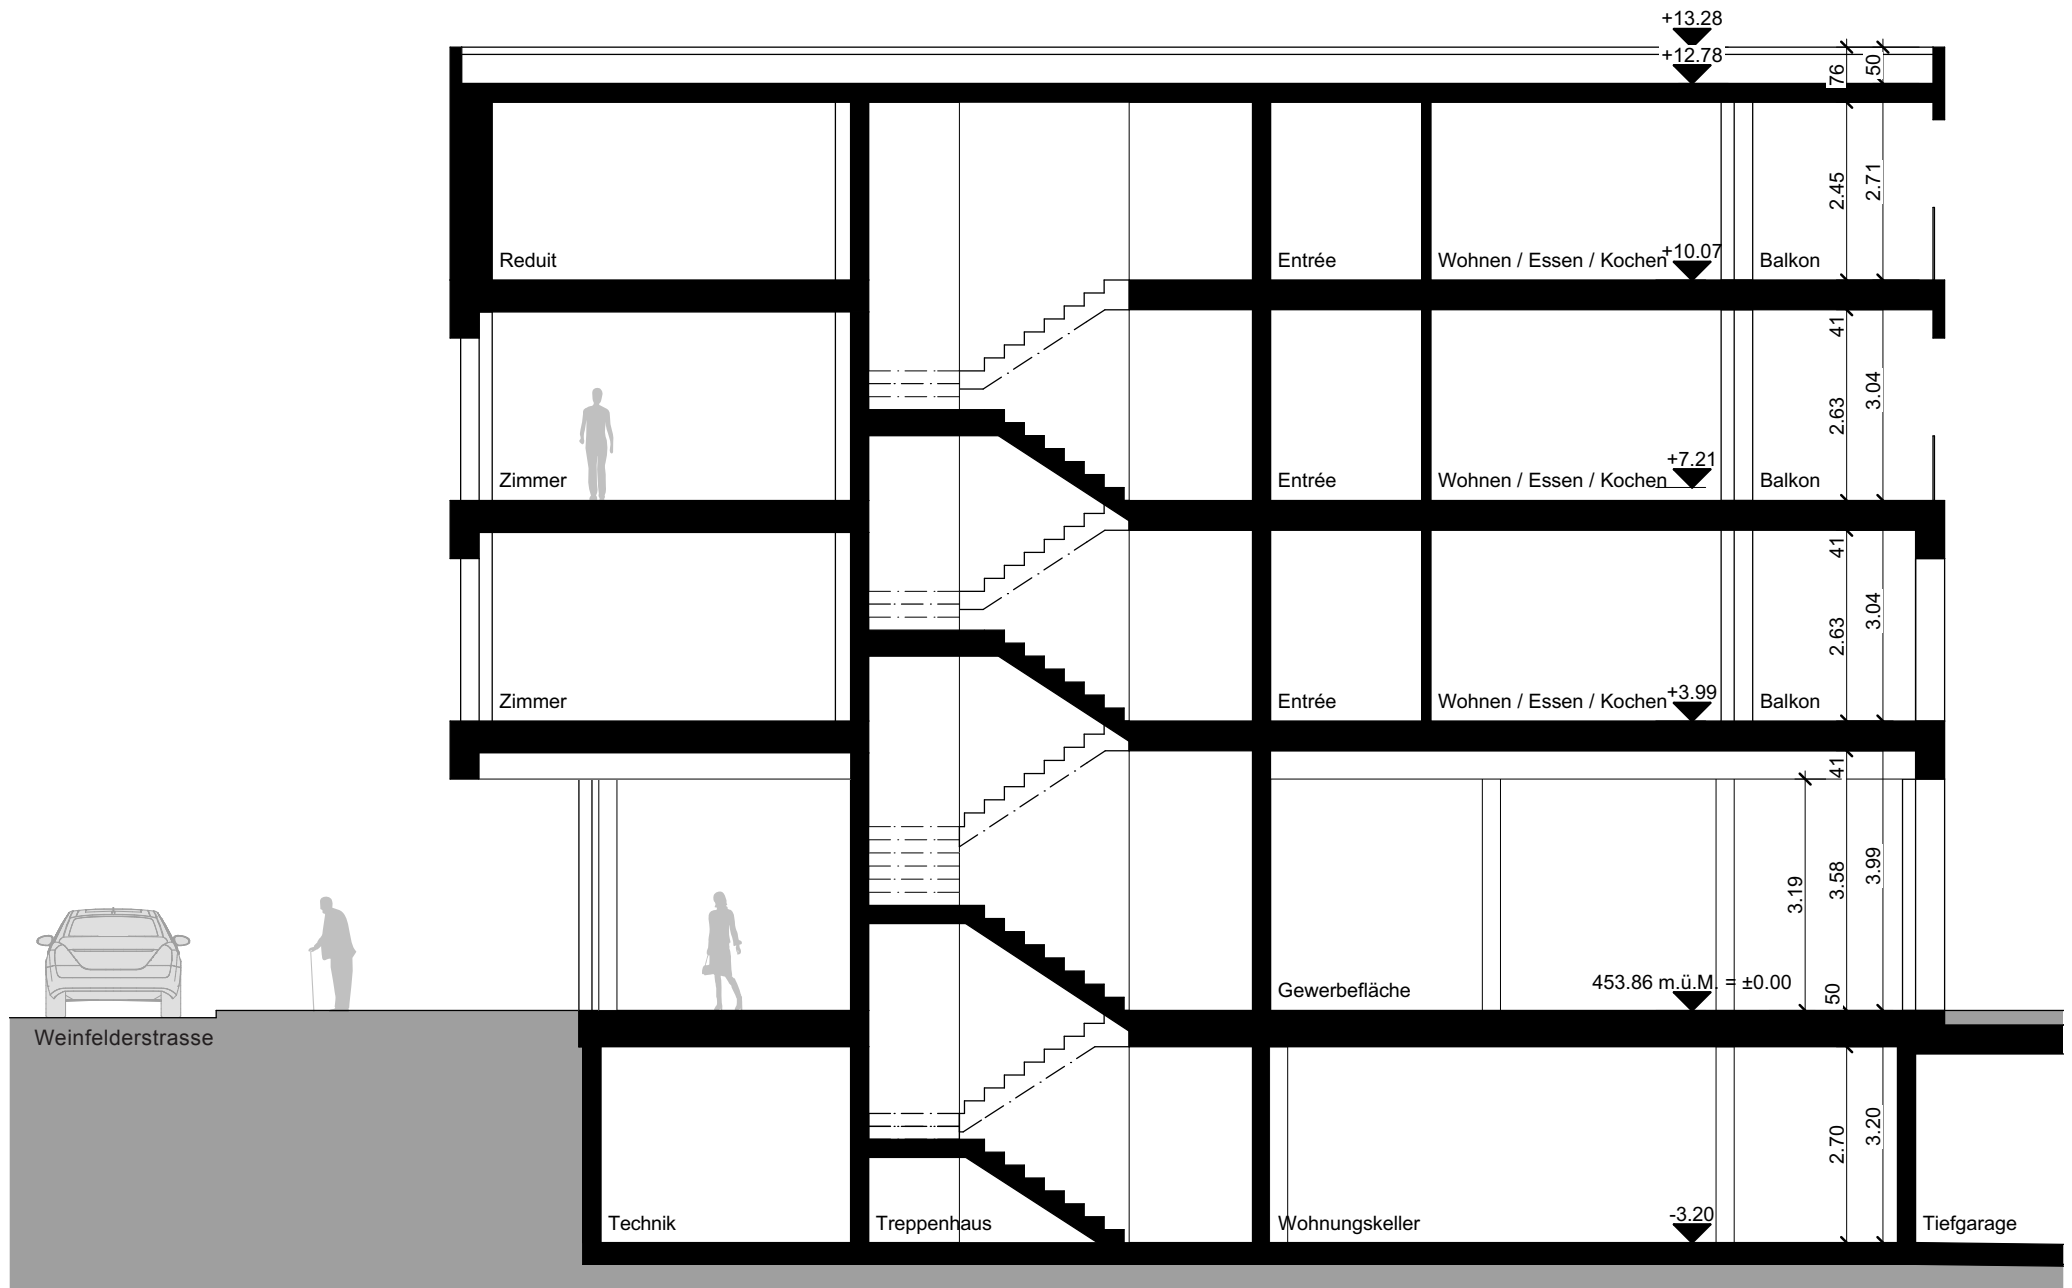 +13.28
+12.78
76
50
2.45
2.71
Reduit
Entrée
Wohnen / Essen / Kochen
+10.07
Balkon
41
2.63
3.04
Zimmer
Entrée
Wohnen / Essen / Kochen
+7.21
Balkon
41
2.63
3.04
Zimmer
Entrée
Wohnen / Essen / Kochen
+3.99
Balkon
41
3.19
3.58
3.99
Gewerbefläche
453.86 m.ü.M. = ±0.00
50
Weinfelderstrasse
2.70
3.20
Technik
Treppenhaus
Wohnungskeller
-3.20
Tiefgarage